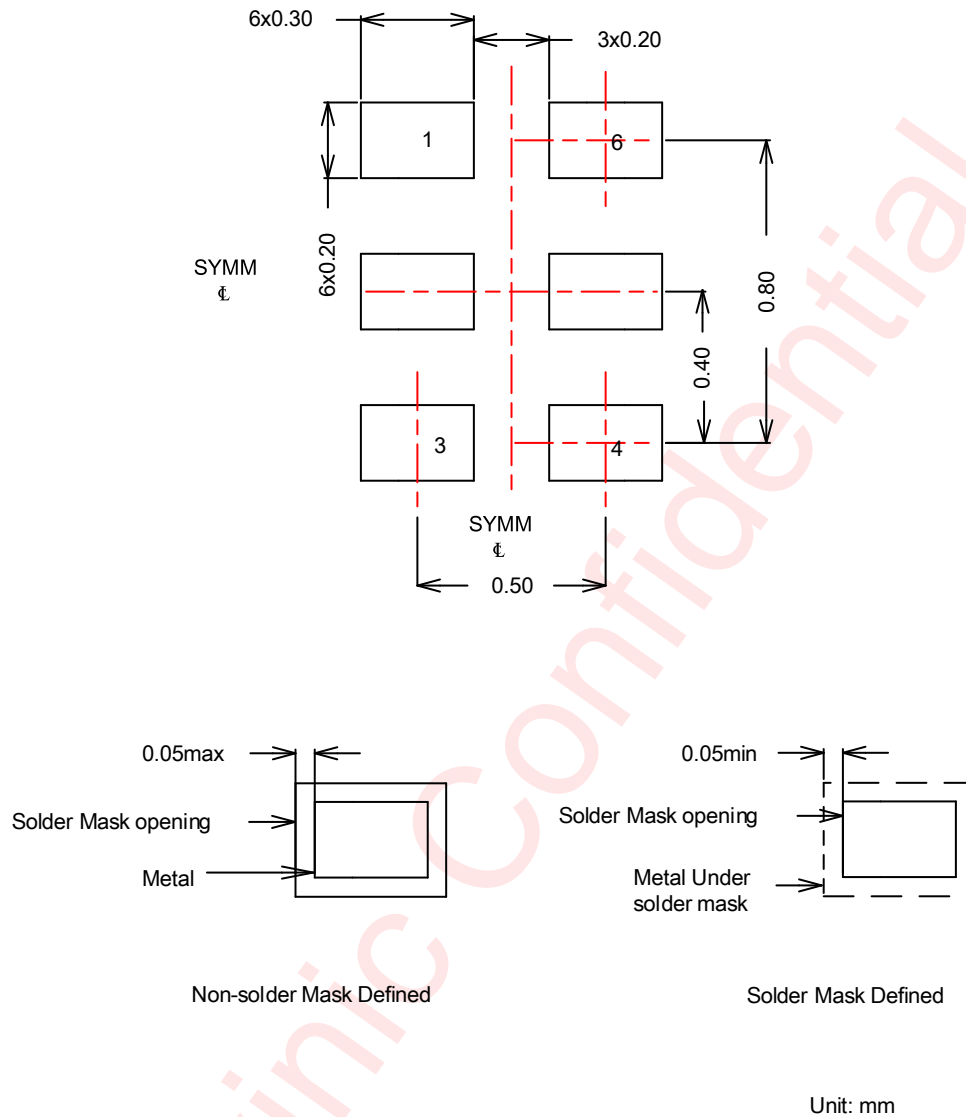 6x0.30
3x0.20
1
6
6x0.20
SYMM
℄
0.80
0.40
3
4
SYMM
℄
0.50
0.05max
0.05min
Solder Mask opening
Solder Mask opening
Metal
Metal Under
solder mask
Non-solder Mask Defined
Solder Mask Defined
Unit: mm
inic Confidential